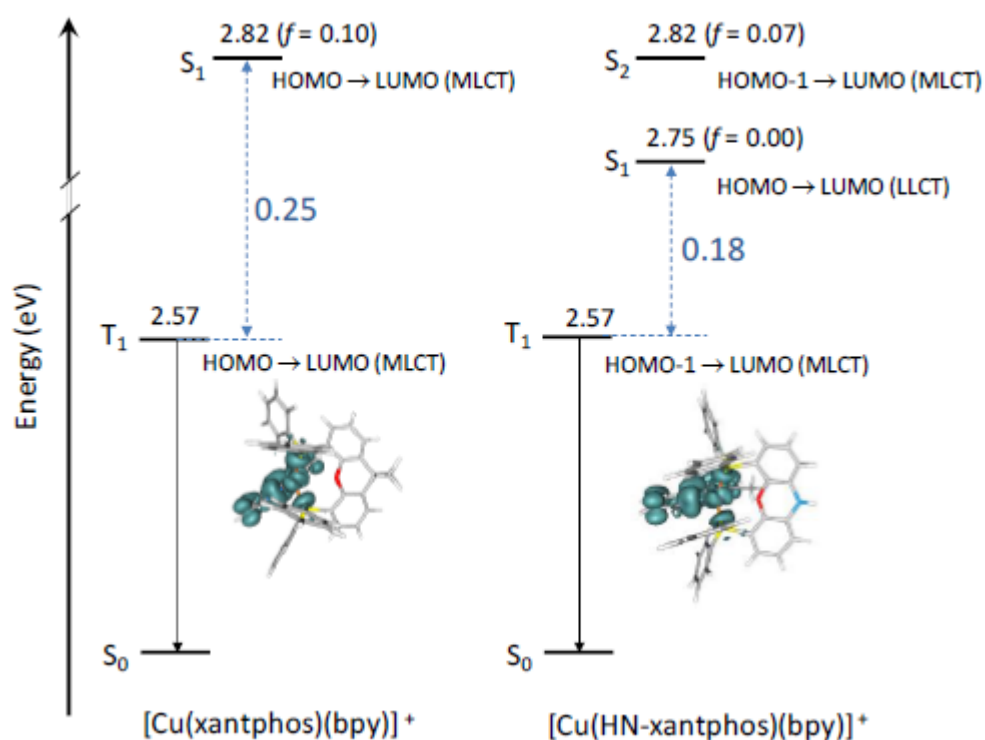 Energy (eV)
S₁
2.82 (f = 0.10)
HOMO → LUMO (MLCT)
0.25
T₁
2.57
HOMO → LUMO (MLCT)
S₀
[Cu(xantphos)(bpy)]⁺
S₂
2.82 (f = 0.07)
HOMO-1 → LUMO (MLCT)
S₁
2.75 (f = 0.00)
HOMO → LUMO (LLCT)
0.18
T₁
2.57
HOMO-1 → LUMO (MLCT)
S₀
[Cu(HN-xantphos)(bpy)]⁺